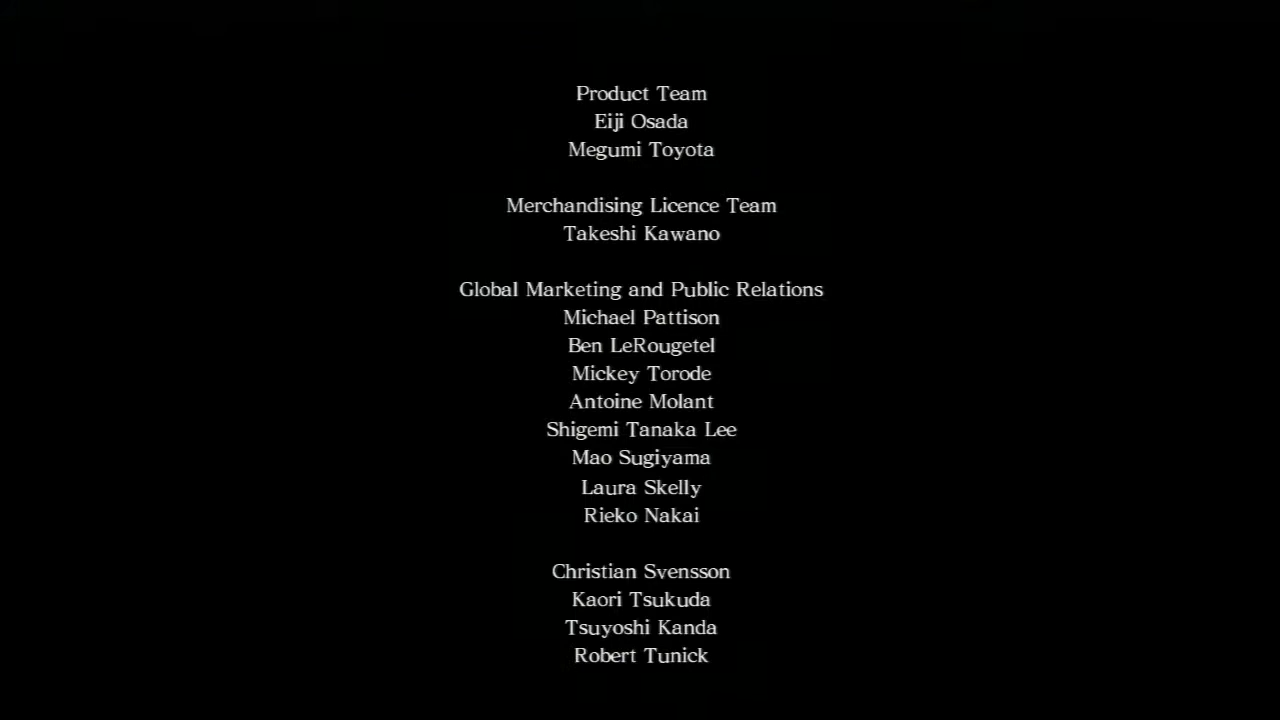 Product Team
Eiji Osada
Megumi Toyota
Merchandising Licence Team
Takeshi Kawano
Global Marketing and Public Relations
Michael Pattison
Ben LeRougetel
Mickey Torode
Antoine Molant
Shigemi Tanaka Lee
Mao Sugiyama
Laura Skelly
Rieko Nakai
Christian Svensson
Kaori Tsukuda
Tsuyoshi Kanda
Robert Tunick